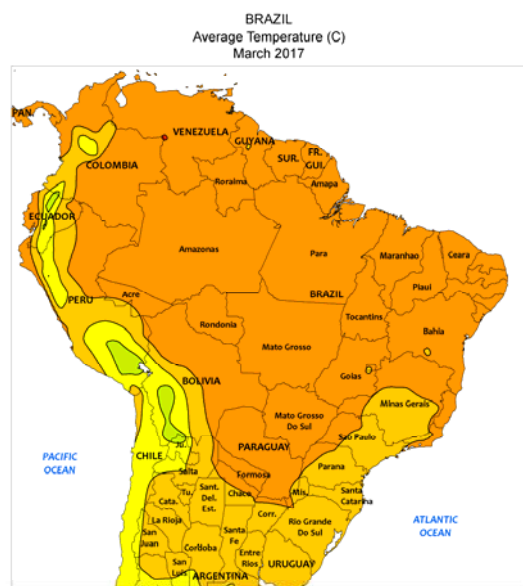 BRAZIL
Average Temperature (C)
March 2017
PAN.
VENEZUELA
GUYANA
COLOMBIA
SUR.
FR.
GUI.
Roraima
Amapa
ECUADOR
Amazonas
Para
Maranhao
Ceara
Piaui
PERU
Acre
BRAZIL
Tocantins
Rondonia
Bahia
Mato Grosso
Goias
BOLIVIA
Minas Gerais
Mato Grosso
Do Sul
Sao Paulo
PARAGUAY
PACIFIC
OCEAN
CHILE
Ju.
Salta
Formosa
Parana
Tu.
Sant.
Del.
Est.
Chaco
Mis.
Santa
Catarina
Cata.
Corr.
La Rioja
Rio Grande
Do Sul
ATLANTIC
OCEAN
San
Juan
Santa
Fe
Cordoba
Entre
Rios
San
Luis
URUGUAY
ARGENTINA